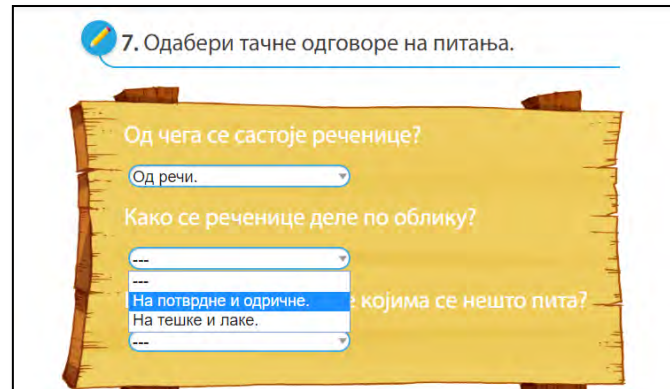 7. Одабери тачне одговоре на питања.
Од чега се састоје реченице?
Од речи.
Како се реченице деле по облику?
---
---
На потврдне и одричне.
којима се нешто пита?
На тешке и лаке.
---